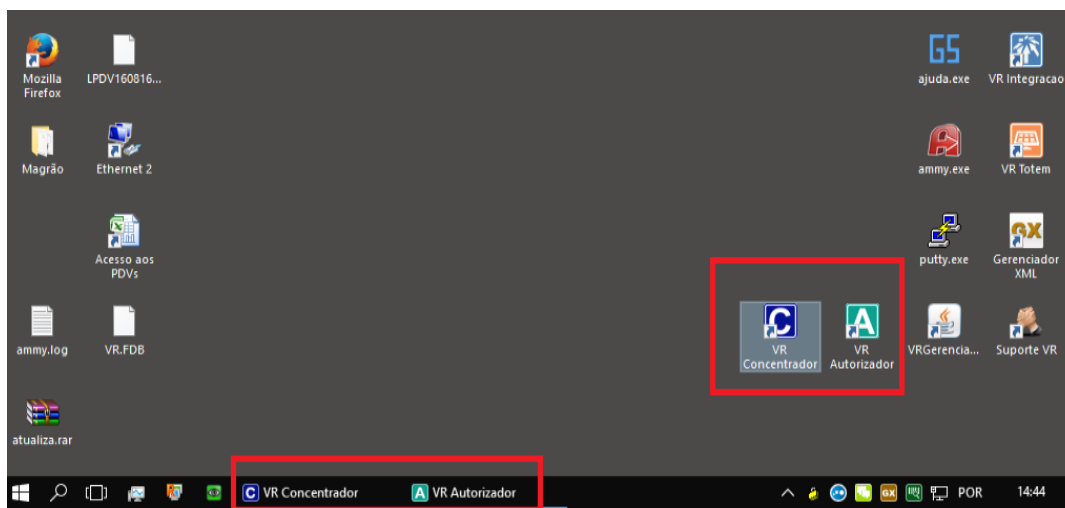 Mozilla
Firefox
LPDV160816...
G5
ajuda.exe
VR Integracao
Magrão
Ethernet 2
ammy.exe
VR Totem
Acesso aos
PDVs
putty.exe
GX
Gerenciador
XML
ammy.log
VR.FDB
C
VR
Concentrador
A
VR
Autorizador
VRGerencia...
Suporte VR
atualiza.rar
C VR Concentrador
A VR Autorizador
GX
POR
14:44